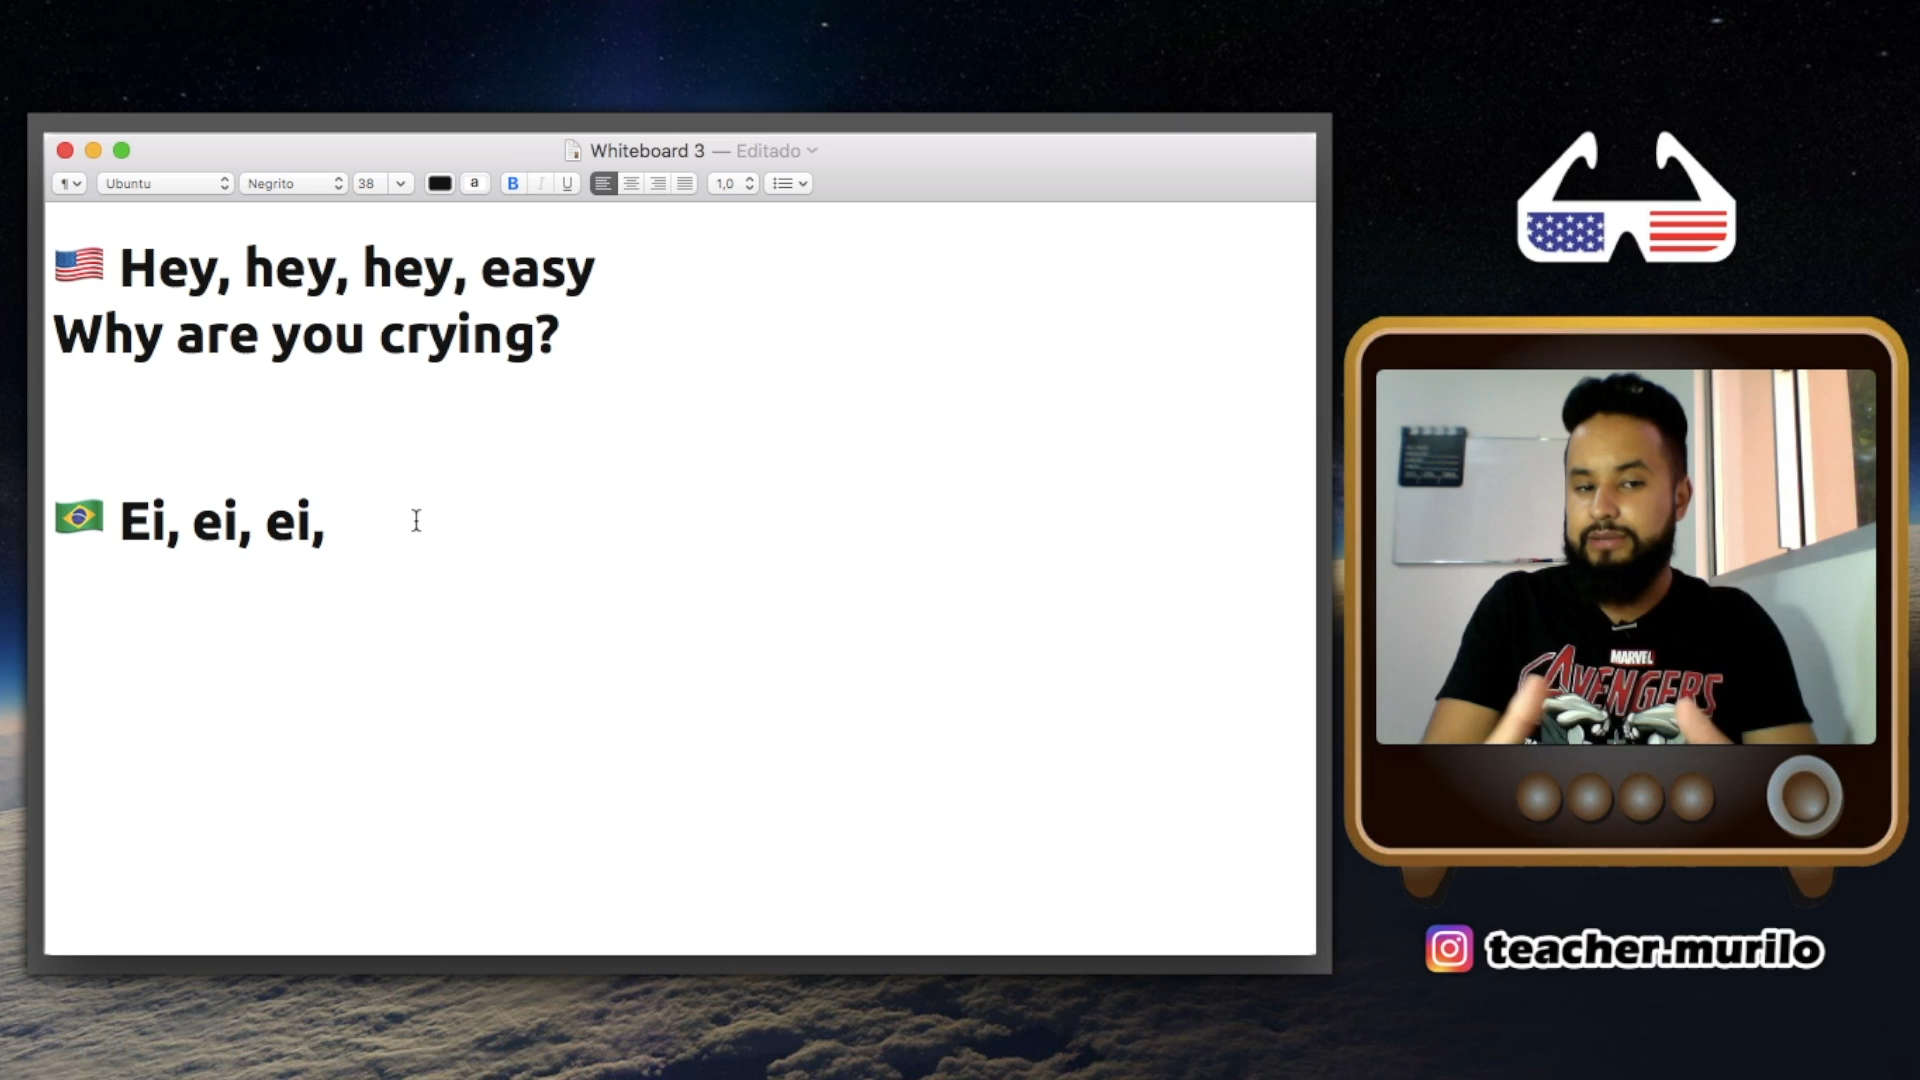 Whiteboard 3 — Editado
Ubuntu
Negrito
38
a
B
I
U
1,0
🇺🇸 Hey, hey, hey, easy
Why are you crying?
🇧🇷 Ei, ei, ei,
MARVEL
AVENGERS
teacher.murilo